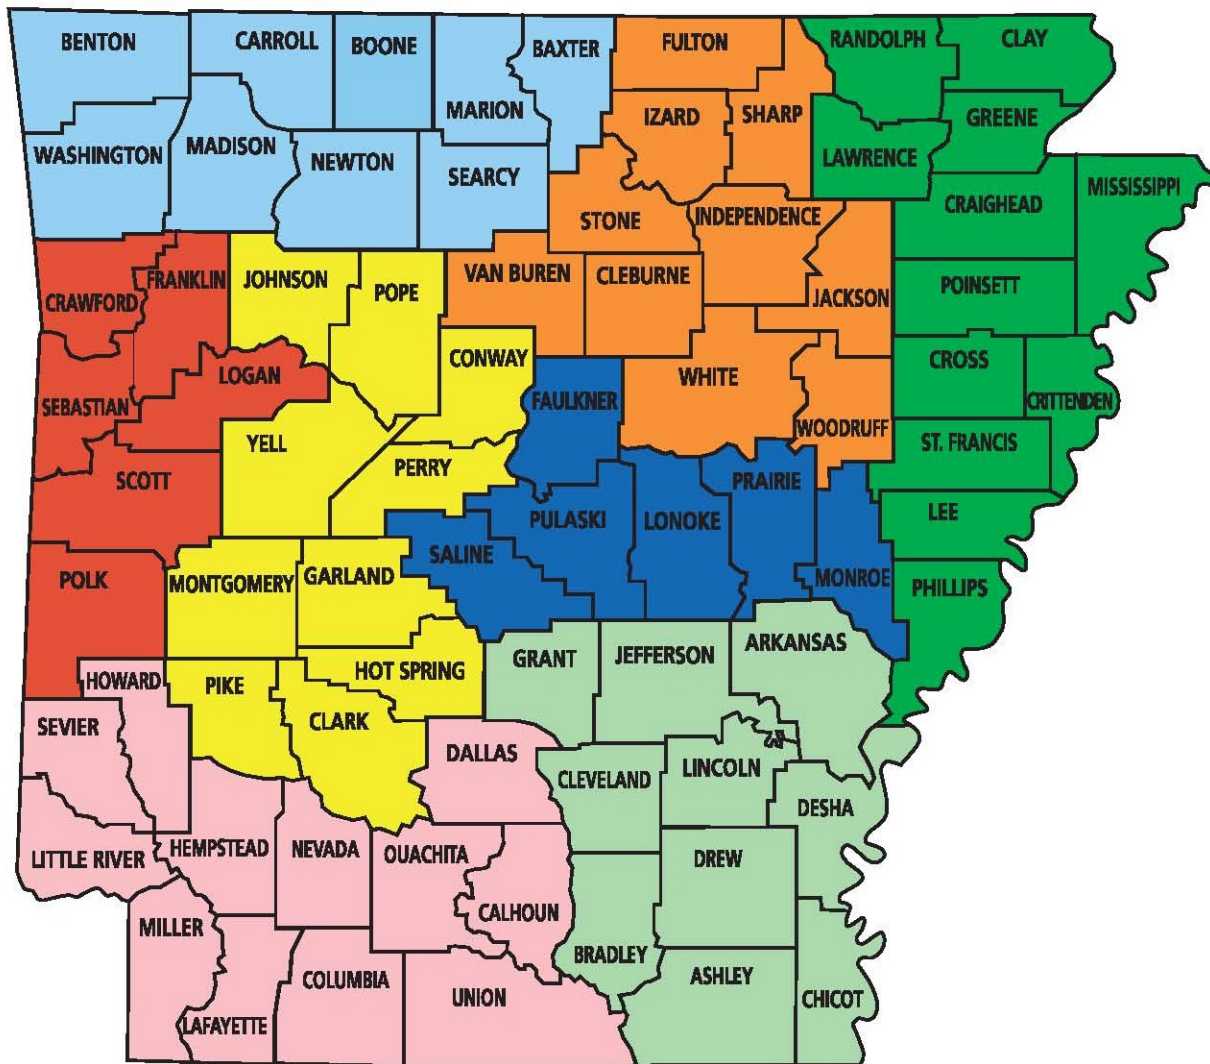 BENTON
CARROLL
BOONE
BAXTER
FULTON
RANDOLPH
CLAY
MARION
IZARD
SHARP
GREENE
WASHINGTON
MADISON
NEWTON
SEARCY
LAWRENCE
MISSISSIPPI
STONE
INDEPENDENCE
CRAIGHEAD
CRAWFORD
FRANKLIN
JOHNSON
POPE
VAN BUREN
CLEBURNE
JACKSON
POINSETT
CONWAY
LOGAN
WHITE
CROSS
SEBASTIAN
FAULKNER
WOODRUFF
CRITTENDEN
YELL
ST. FRANCIS
SCOTT
PERRY
PRAIRIE
PULASKI
LONOKE
LEE
POLK
MONTGOMERY
GARLAND
SALINE
MONROE
PHILLIPS
HOWARD
PIKE
HOT SPRING
GRANT
JEFFERSON
ARKANSAS
SEVIER
CLARK
DALLAS
CLEVELAND
LINCOLN
DESHA
LITTLE RIVER
HEMPSTEAD
NEVADA
OUACHITA
DREW
CALHOUN
MILLER
BRADLEY
COLUMBIA
UNION
ASHLEY
CHICOT
LAFAYETTE